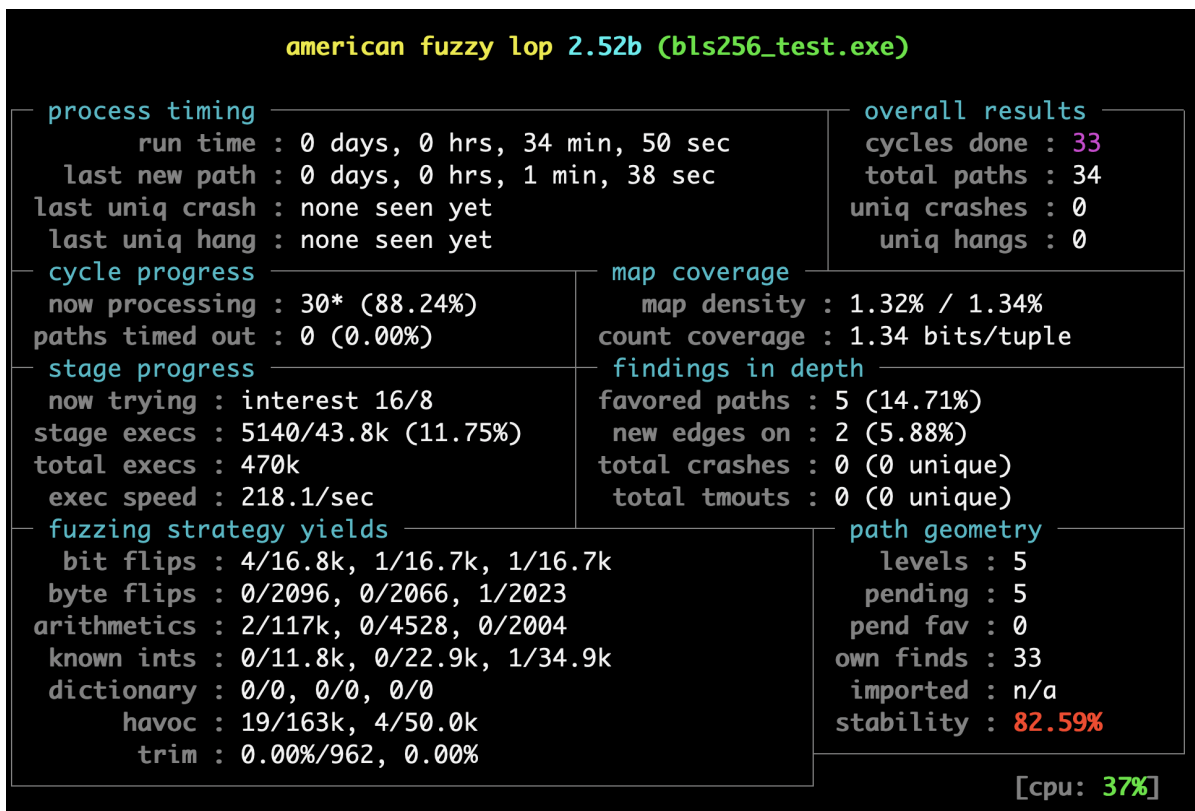 american fuzzy lop 2.52b (bls256_test.exe)
process timing
run time : 0 days, 0 hrs, 34 min, 50 sec
last new path : 0 days, 0 hrs, 1 min, 38 sec
last uniq crash : none seen yet
last uniq hang : none seen yet
overall results
cycles done : 33
total paths : 34
uniq crashes : 0
uniq hangs : 0
cycle progress
now processing : 30* (88.24%)
paths timed out : 0 (0.00%)
map coverage
map density : 1.32% / 1.34%
count coverage : 1.34 bits/tuple
stage progress
now trying : interest 16/8
stage execs : 5140/43.8k (11.75%)
total execs : 470k
exec speed : 218.1/sec
findings in depth
favored paths : 5 (14.71%)
new edges on : 2 (5.88%)
total crashes : 0 (0 unique)
total tmouts : 0 (0 unique)
fuzzing strategy yields
bit flips : 4/16.8k, 1/16.7k, 1/16.7k
byte flips : 0/2096, 0/2066, 1/2023
arithmetics : 2/117k, 0/4528, 0/2004
known ints : 0/11.8k, 0/22.9k, 1/34.9k
dictionary : 0/0, 0/0, 0/0
havoc : 19/163k, 4/50.0k
trim : 0.00%/962, 0.00%
path geometry
levels : 5
pending : 5
pend fav : 0
own finds : 33
imported : n/a
stability : 82.59%
[cpu: 37%]